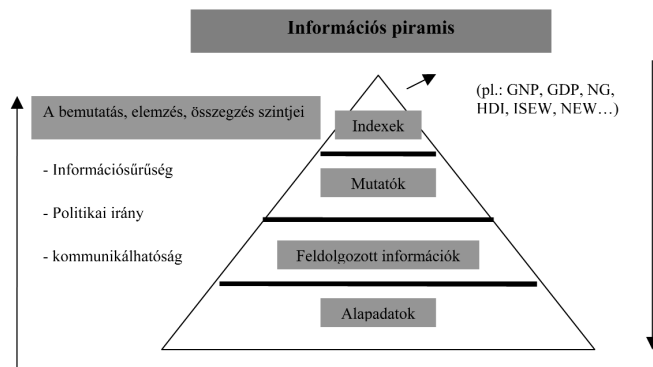 Információs piramis
(pl.: GNP, GDP, NG,
HDI, ISEW, NEW…)
A bemutatás, elemzés, összegzés szintjei
Indexek
- Információsűrűség
Mutatók
- Politikai irány
- kommunikálhatóság
Feldolgozott információk
Alapadatok